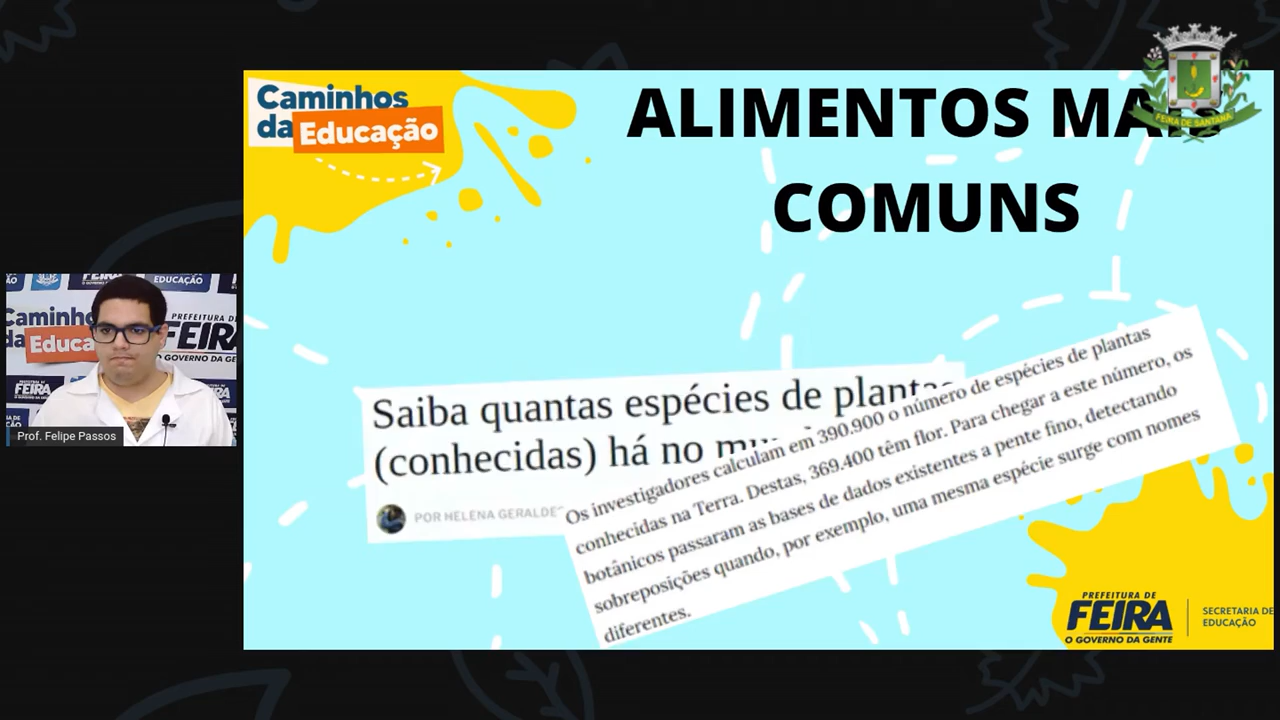 Caminhos
da Educação
ALIMENTOS
COMUNS
FEIRA DE SANTANA
Saiba quantas espécies de
(conhecidas) há no
POR HELENA
Os investigadores calculam em 390.900 o número de espécies de plantas
conhecidas na Terra. Destas, 369.400 têm flor. Para chegar a este número, os
botânicos passaram as bases de dados existentes a pente fino, detectando
sobreposições quando, por exemplo, uma mesma espécie surge com nomes
diferentes.
PREFEITURA DE
FEIRA
O GOVERNO DA GENTE
SECRETARIA DE
EDUCAÇÃO
EDUCAÇÃO
Caminhos
da
PREFEITURA DE
O GOVERNO DA GENTE
FEIRA
Prof. Felipe Passos